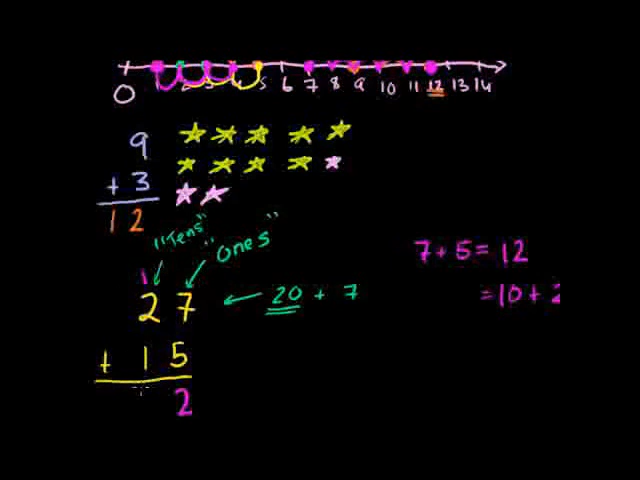 0 1 2 3 4 5 6 7 8 9 10 11 12 13 14
9
+ 3
12
"Tens"
"Ones"
7 + 5 = 12
= 10 + 2
1
27 ← 20 + 7
+ 15
2